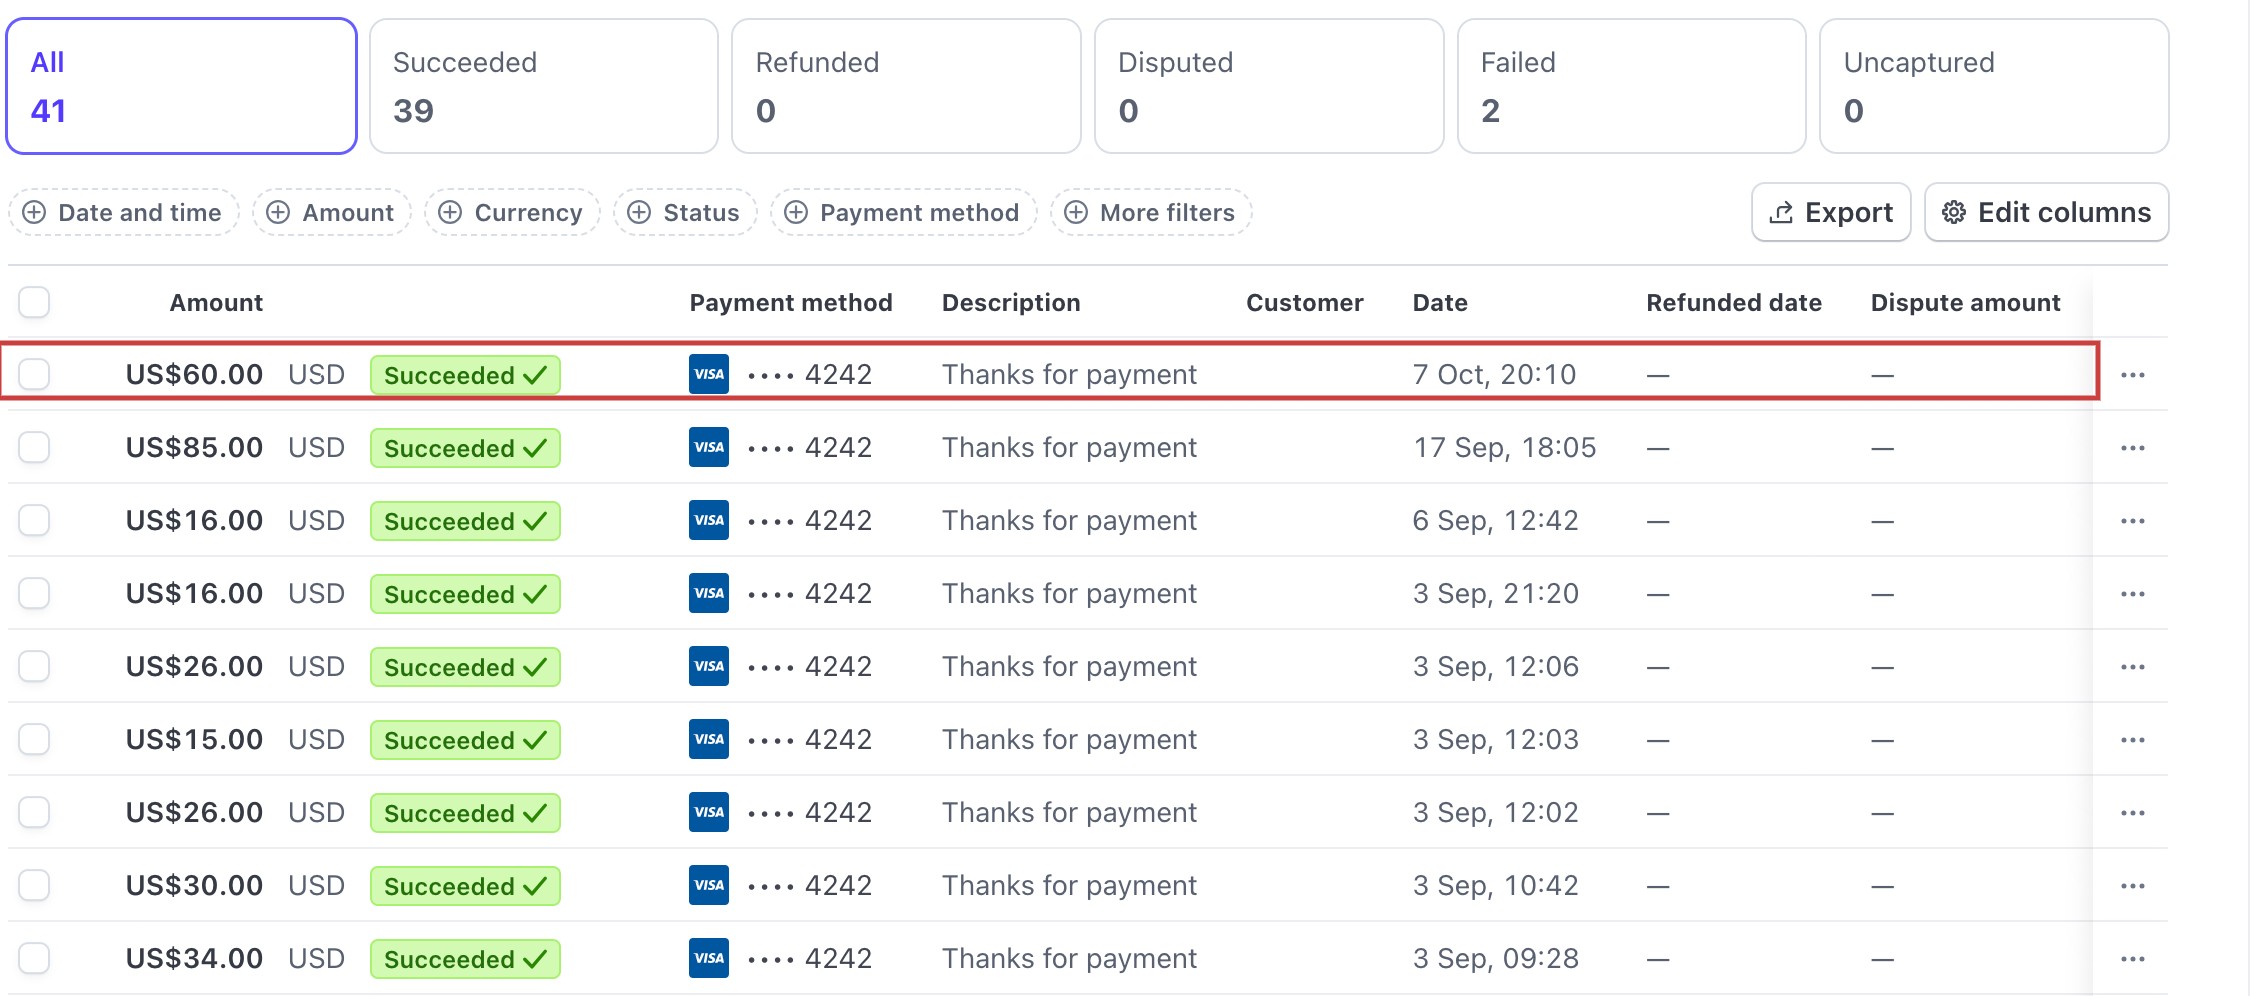 All Succeeded Refunded Disputed Failed Uncaptured
41 39 0 0 2 0
Date and time Amount Currency Status Payment method More filters Export Edit columns
Amount Payment method Description Customer Date Refunded date Dispute amount
US$60.00 USD Succeeded VISA •••• 4242 Thanks for payment 7 Oct, 20:10 — — •••
US$85.00 USD Succeeded VISA •••• 4242 Thanks for payment 17 Sep, 18:05 — — •••
US$16.00 USD Succeeded VISA •••• 4242 Thanks for payment 6 Sep, 12:42 — — •••
US$16.00 USD Succeeded VISA •••• 4242 Thanks for payment 3 Sep, 21:20 — — •••
US$26.00 USD Succeeded VISA •••• 4242 Thanks for payment 3 Sep, 12:06 — — •••
US$15.00 USD Succeeded VISA •••• 4242 Thanks for payment 3 Sep, 12:03 — — •••
US$26.00 USD Succeeded VISA •••• 4242 Thanks for payment 3 Sep, 12:02 — — •••
US$30.00 USD Succeeded VISA •••• 4242 Thanks for payment 3 Sep, 10:42 — — •••
US$34.00 USD Succeeded VISA •••• 4242 Thanks for payment 3 Sep, 09:28 — — •••